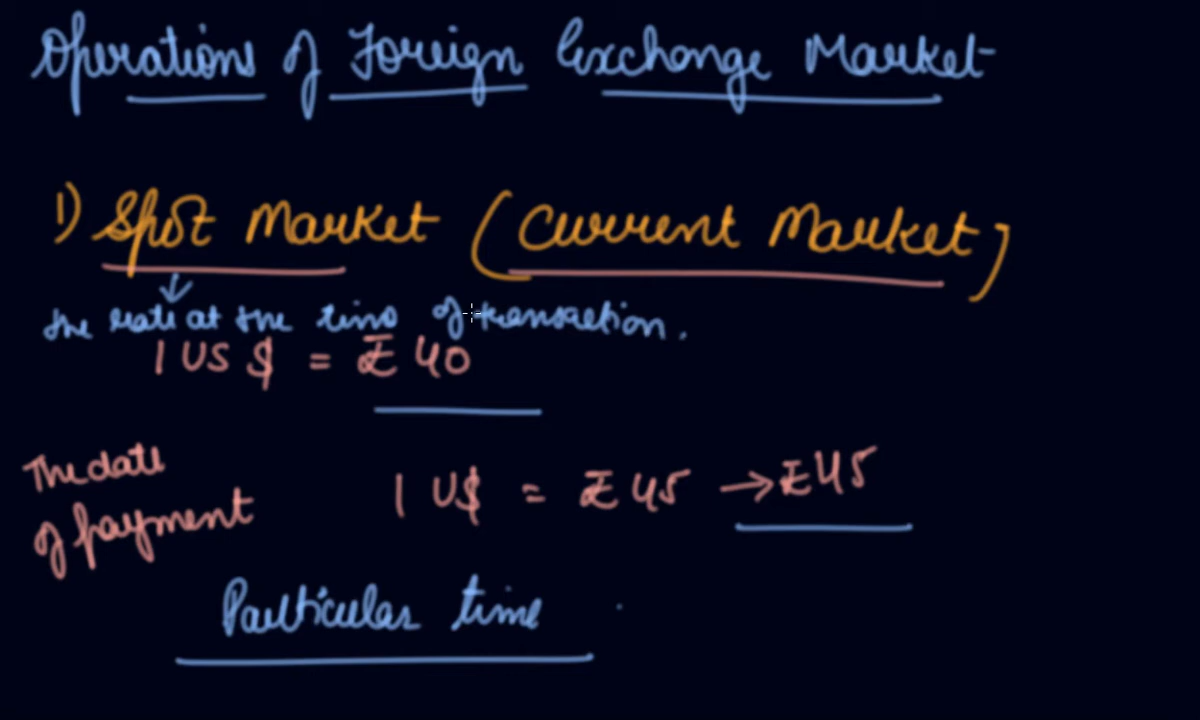 Operations of Foreign Exchange Market
1) Spot Market (Current Market)
the rate at the time of transaction.
1 US $ = ₹ 40
The date
of payment
1 U$ = ₹ 45 → ₹ 45
Particular time